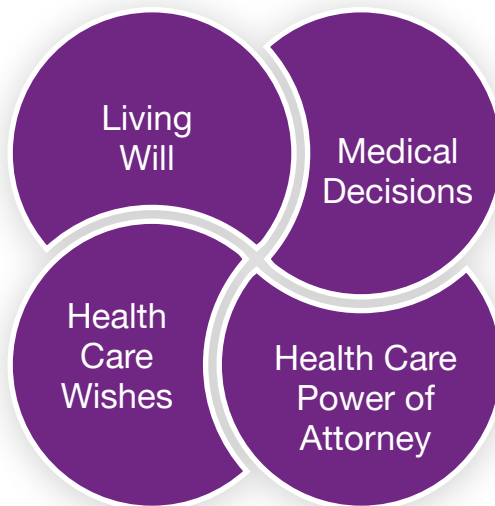 Living
Will
Medical
Decisions
Health
Care
Wishes
Health Care
Power of
Attorney